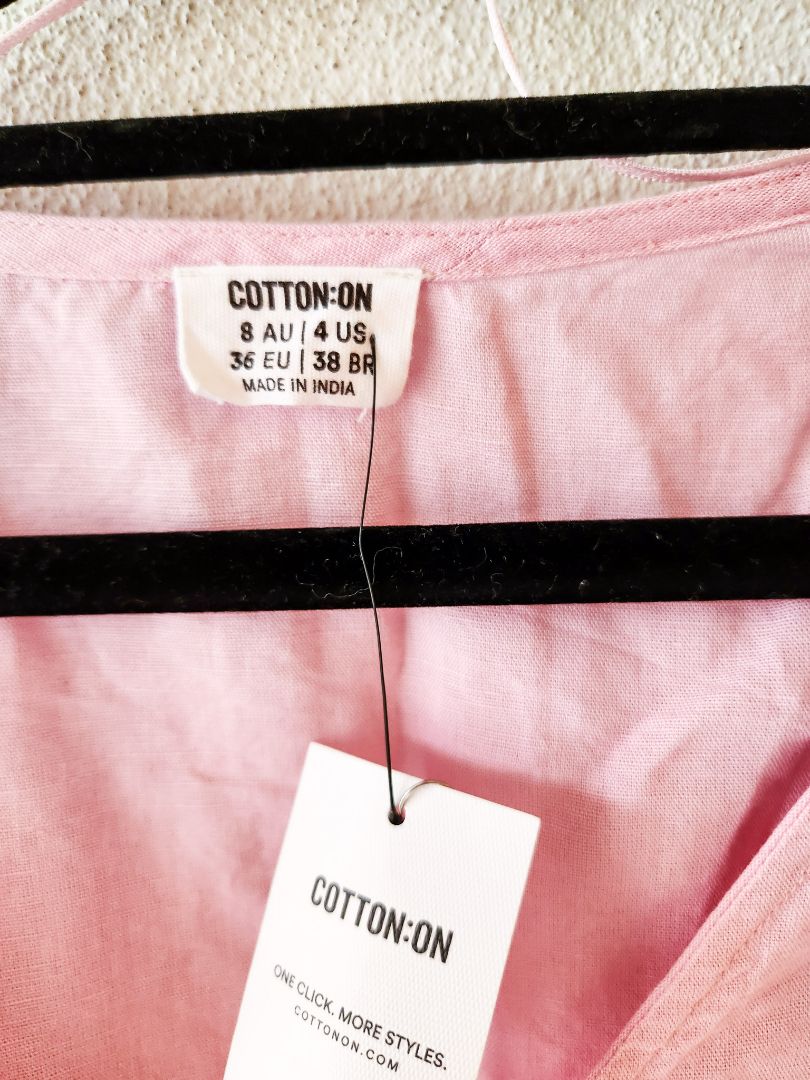 COTTON:ON
8 AU | 4 US
36 EU | 38 BR
MADE IN INDIA
COTTON:ON
ONE CLICK. MORE STYLES.
COTTONON.COM